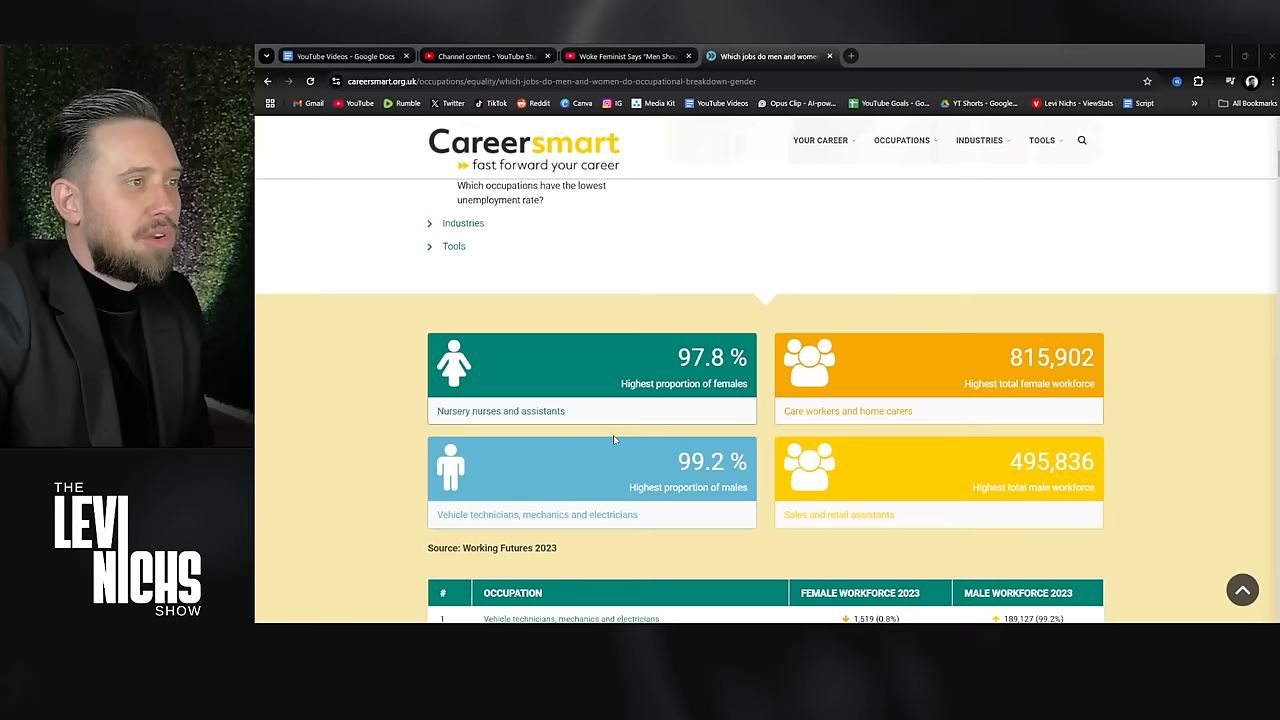 YouTube Videos - Google Docs
Channel content - YouTube Stu
Woke Feminist Says "Men Shou
Which jobs do men and wome
careersmart.org.uk/occupations/equality/which-jobs-do-men-and-women-do-occupational-breakdown-gender
Gmail YouTube Rumble Twitter TikTok Reddit Canva IG Media Kit YouTube Videos Opus Clip - AI-pow... YouTube Goals - Go... YT Shorts - Google... Levi Nichs - ViewStats Script » All Bookmarks
Careersmart
fast forward your career
YOUR CAREER OCCUPATIONS INDUSTRIES TOOLS
Which occupations have the lowest
unemployment rate?
Industries
Tools
97.8 %
Highest proportion of females
Nursery nurses and assistants
815,902
Highest total female workforce
Care workers and home carers
99.2 %
Highest proportion of males
Vehicle technicians, mechanics and electricians
495,836
Highest total male workforce
Sales and retail assistants
Source: Working Futures 2023
# OCCUPATION FEMALE WORKFORCE 2023 MALE WORKFORCE 2023
1 Vehicle technicians, mechanics and electricians 1,519 (0.8%) 189,127 (99.2%)
THE
LEVI
NICHS
SHOW